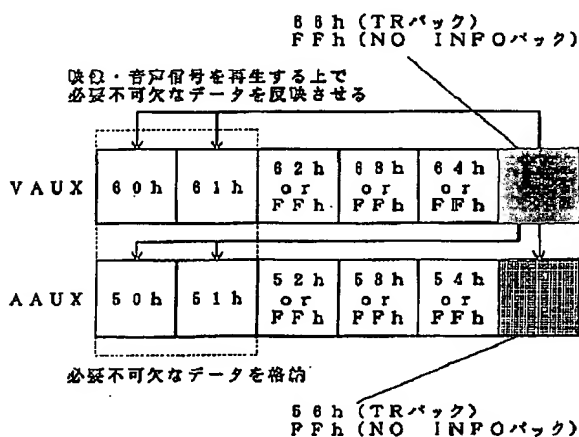 66h (TRパック)
FFh (NO INFOパック)
映像・音声信号を再生する上で
必要不可欠なデータを反映させる
VAUX
60h
61h
62h
or
FFh
63h
or
FFh
64h
or
FFh
AAUX
50h
51h
52h
or
FFh
53h
or
FFh
54h
or
FFh
必要不可欠なデータを格納
56h (TRパック)
FFh (NO INFOパック)